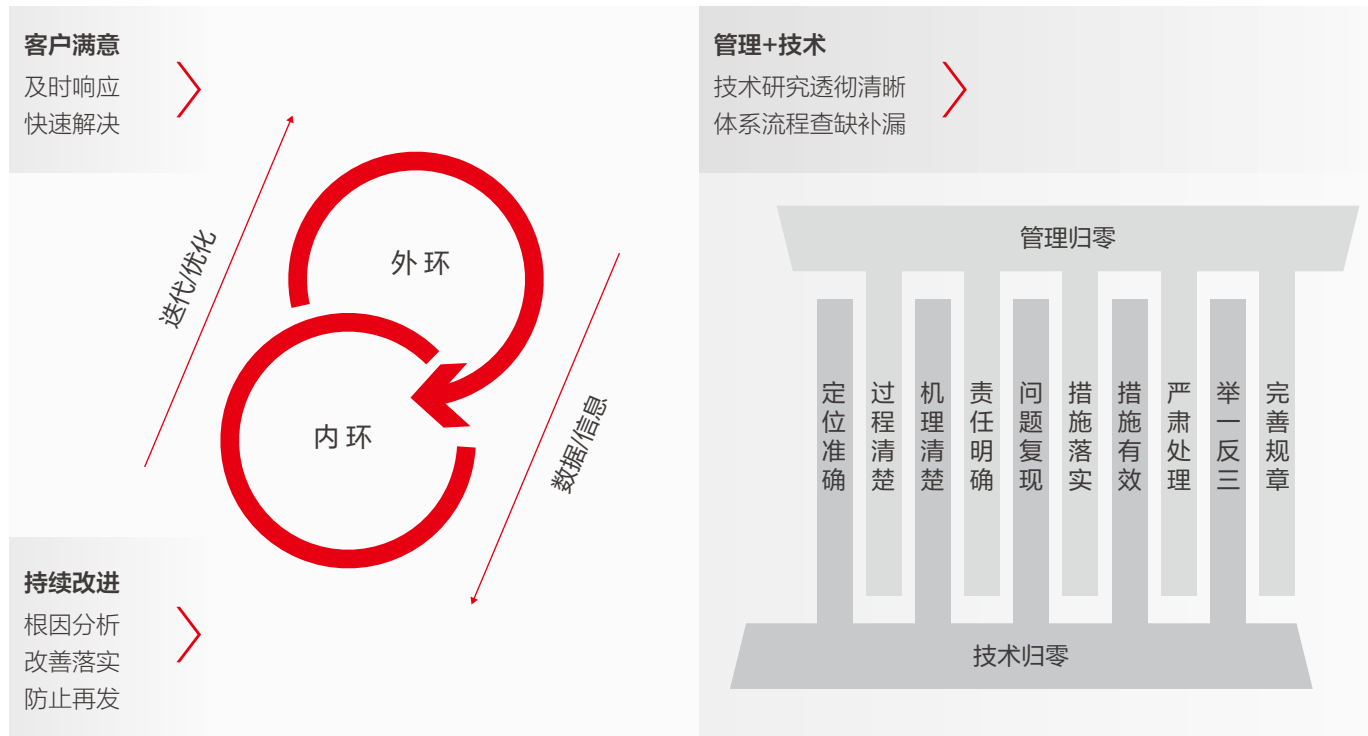 客户满意
及时响应
快速解决
迭代/优化
外环
内环
数据/信息
持续改进
根因分析
改善落实
防止再发
管理+技术
技术研究透彻清晰
体系流程查缺补漏
管理归零
定位准确
过程清楚
机理清楚
责任明确
问题复现
措施落实
措施有效
严肃处理
举一反三
完善规章
技术归零